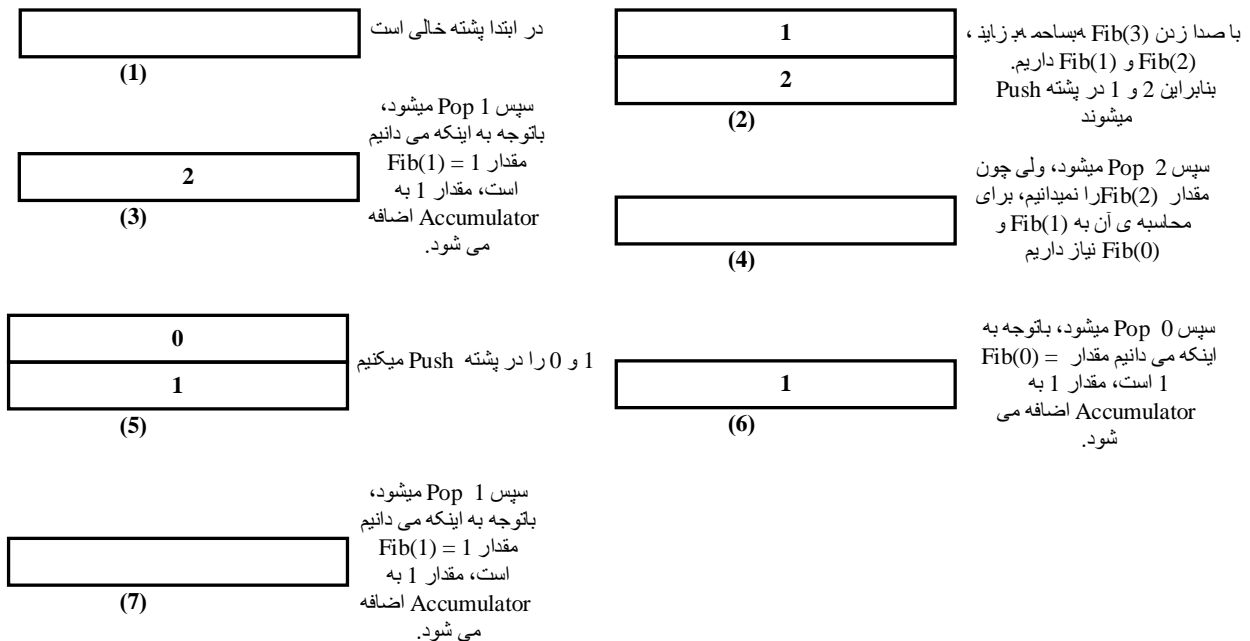 در ابتدا پشته خالی است
(1)
1
2
(2)
با صدا زدن Fib(3)
، Fib(2) و Fib(1) داریم.
بنابراین 2 و 1 در پشته Push
میشوند
2
(3)
سپس 1 Pop میشود،
باتوجه به اینکه می دانیم
مقدار Fib(1) = 1
است، مقدار 1 به
Accumulator اضافه
می شود.
(4)
سپس 2 Pop میشود، ولی چون
مقدار Fib(2)را نمیدانیم، برای
محاسبه ی آن به Fib(1) و
Fib(0) نیاز داریم
0
1
(5)
1 و 0 را در پشته Push میکنیم
1
(6)
سپس 0 Pop میشود، باتوجه به
اینکه می دانیم مقدار Fib(0) =
1 است، مقدار 1 به
Accumulator اضافه می
شود.
(7)
سپس 1 Pop میشود،
باتوجه به اینکه می دانیم
مقدار Fib(1) = 1
است، مقدار 1 به
Accumulator اضافه
می شود.